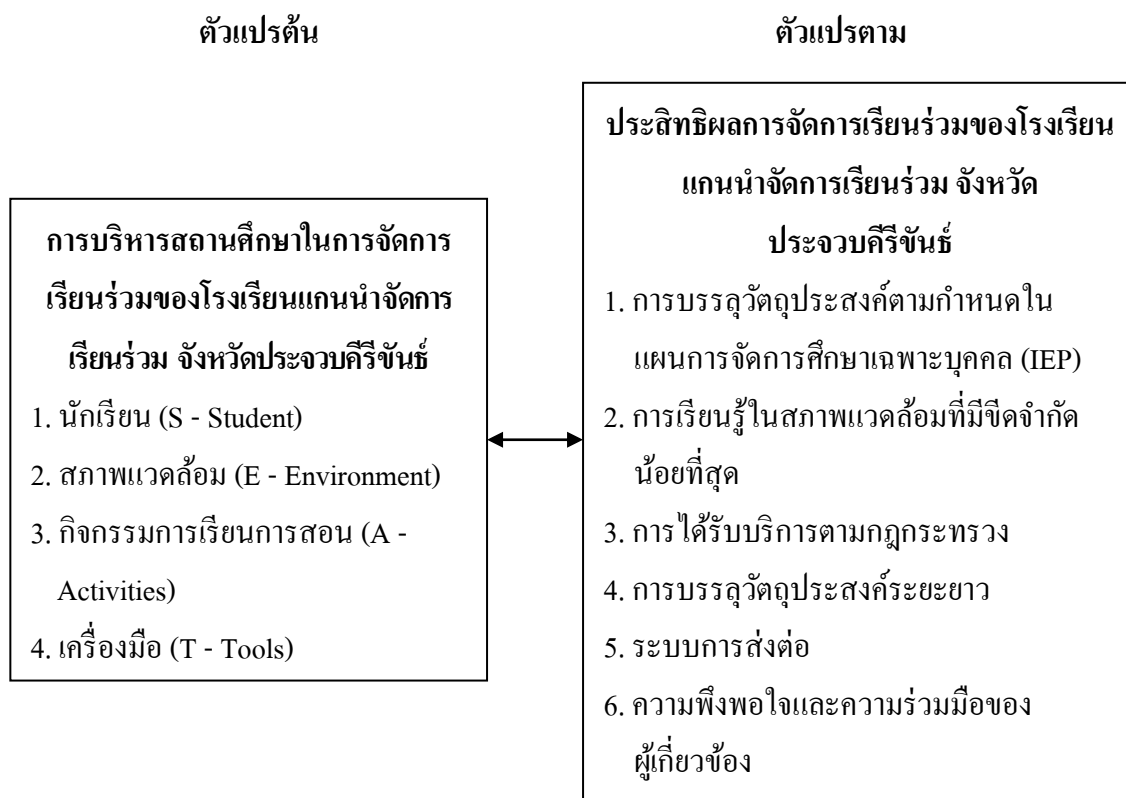 ตัวแปรต้น
ตัวแปรตาม
การบริหารสถานศึกษาในการจัดการ
เรียนร่วมของโรงเรียนแกนนำจัดการ
เรียนร่วม จังหวัดประจวบคีรีขันธ์
1. นักเรียน (S - Student)
2. สภาพแวดล้อม (E - Environment)
3. กิจกรรมการเรียนการสอน (A -
Activities)
4. เครื่องมือ (T - Tools)
ประสิทธิผลการจัดการเรียนร่วมของโรงเรียน
แกนนำจัดการเรียนร่วม จังหวัด
ประจวบคีรีขันธ์
1. การบรรลุวัตถุประสงค์ตามกำหนดใน
แผนการจัดการศึกษาเฉพาะบุคคล (IEP)
2. การเรียนรู้ในสภาพแวดล้อมที่มีขีดจำกัด
น้อยที่สุด
3. การได้รับบริการตามกฎกระทรวง
4. การบรรลุวัตถุประสงค์ระยะยาว
5. ระบบการส่งต่อ
6. ความพึงพอใจและความร่วมมือของ
ผู้เกี่ยวข้อง